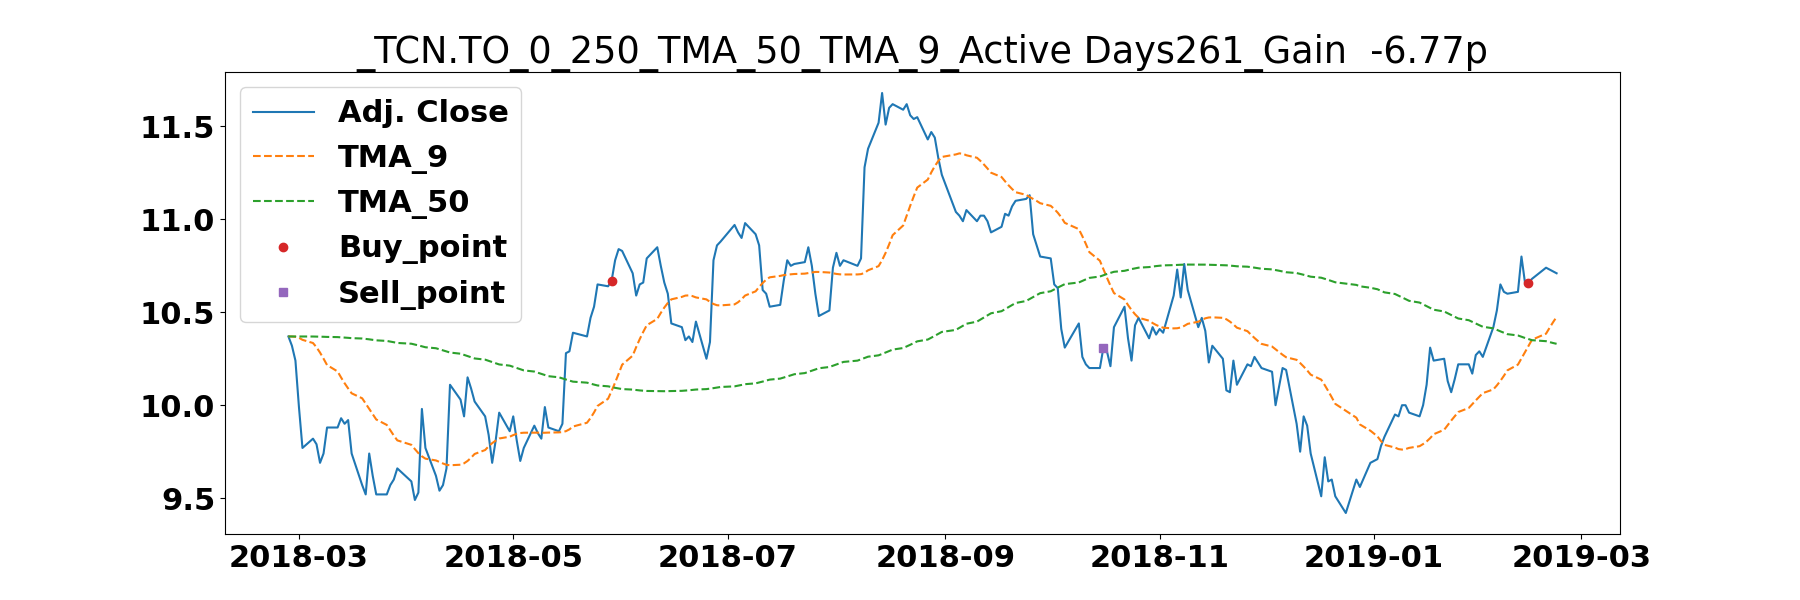 _TCN.TO_0_250_TMA_50_TMA_9_Active Days261_Gain  -6.77p
Adj. Close
TMA_9
TMA_50
Buy_point
Sell_point
11.5
11.0
10.5
10.0
9.5
2018-03 2018-05 2018-07 2018-09 2018-11 2019-01 2019-03